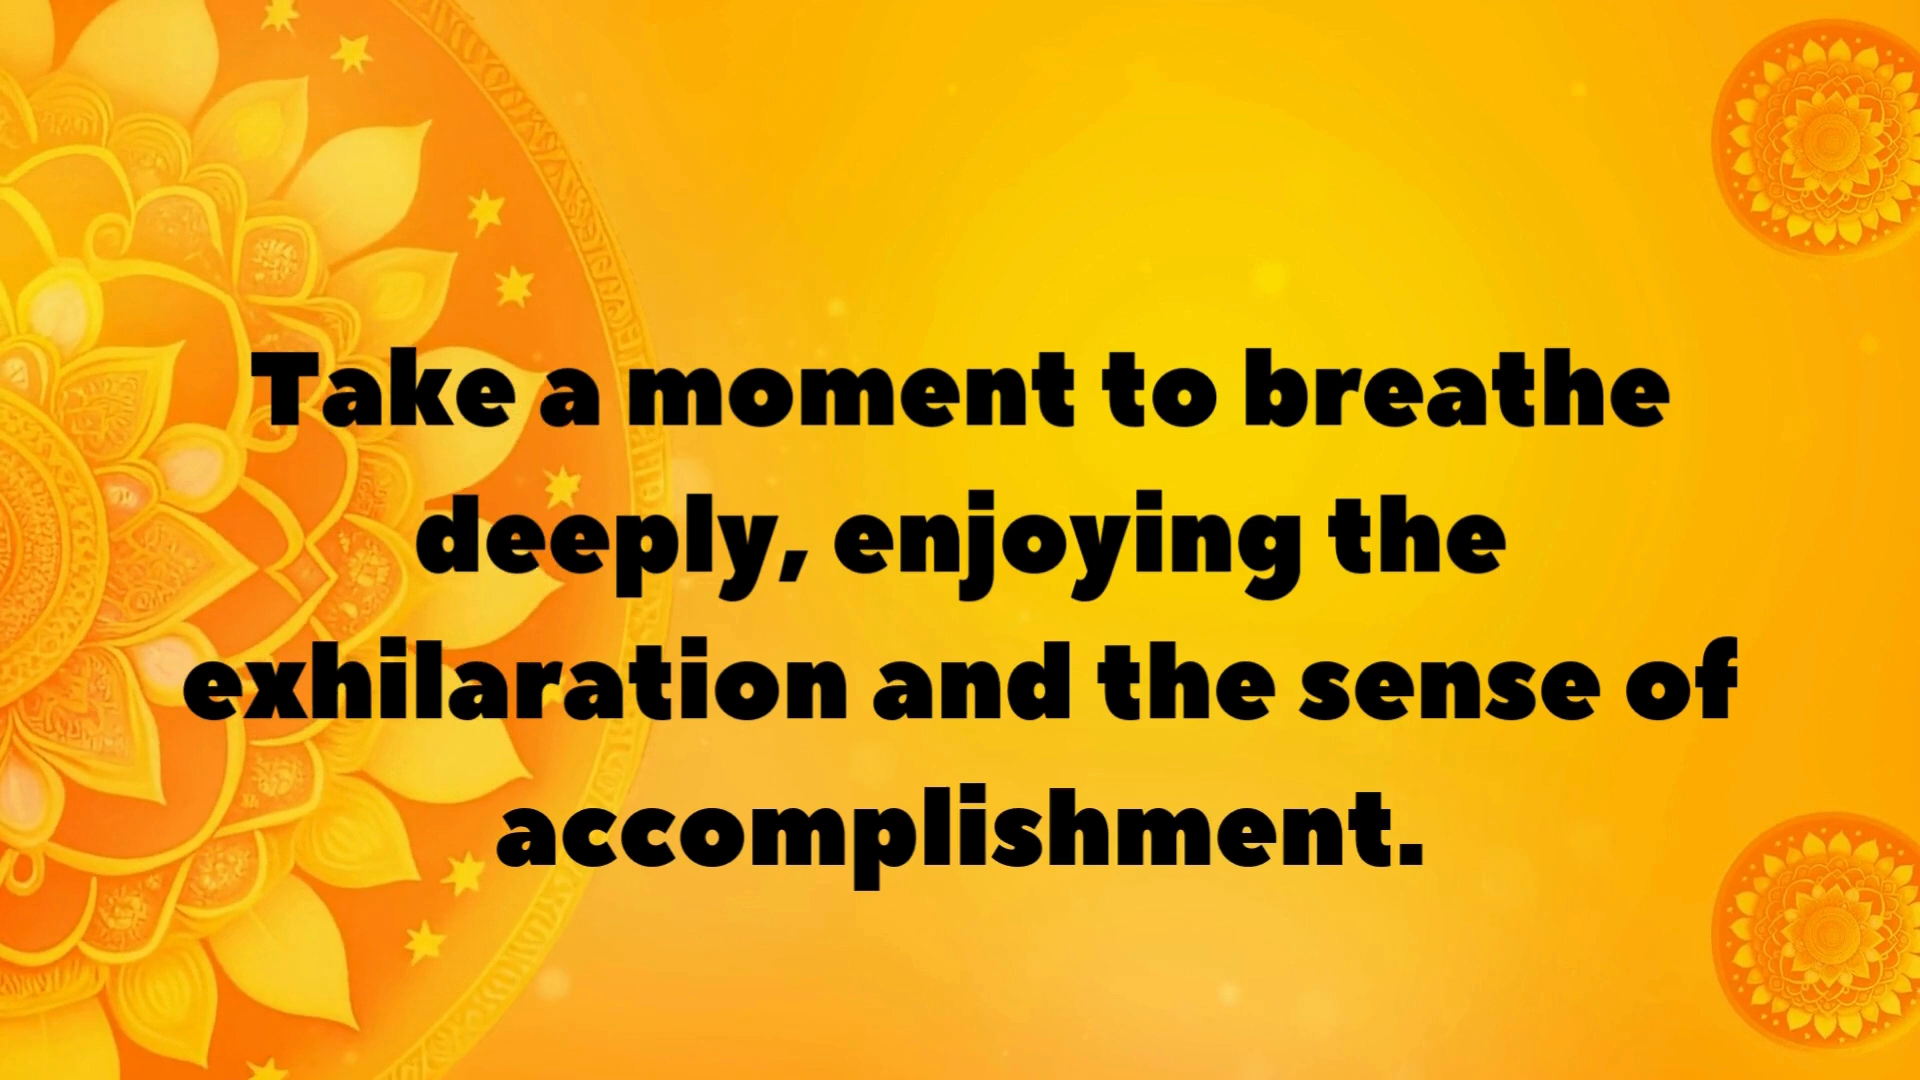 Take a moment to breathe
deeply, enjoying the
exhilaration and the sense of
accomplishment.